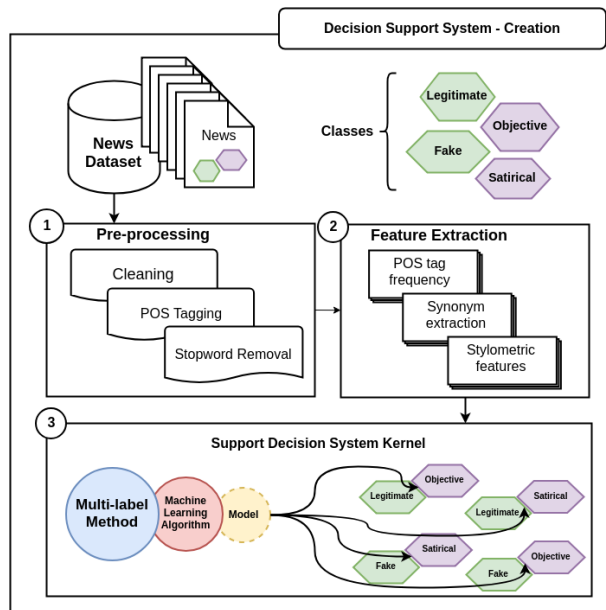 Decision Support System - Creation
News
Dataset
News
Classes
Legitimate
Objective
Fake
Satirical
1
Pre-processing
Cleaning
POS Tagging
Stopword Removal
2
Feature Extraction
POS tag
frequency
Synonym
extraction
Stylometric
features
3
Support Decision System Kernel
Multi-label
Method
Machine
Learning
Algorithm
Model
Legitimate
Objective
Legitimate
Satirical
Fake
Satirical
Fake
Objective